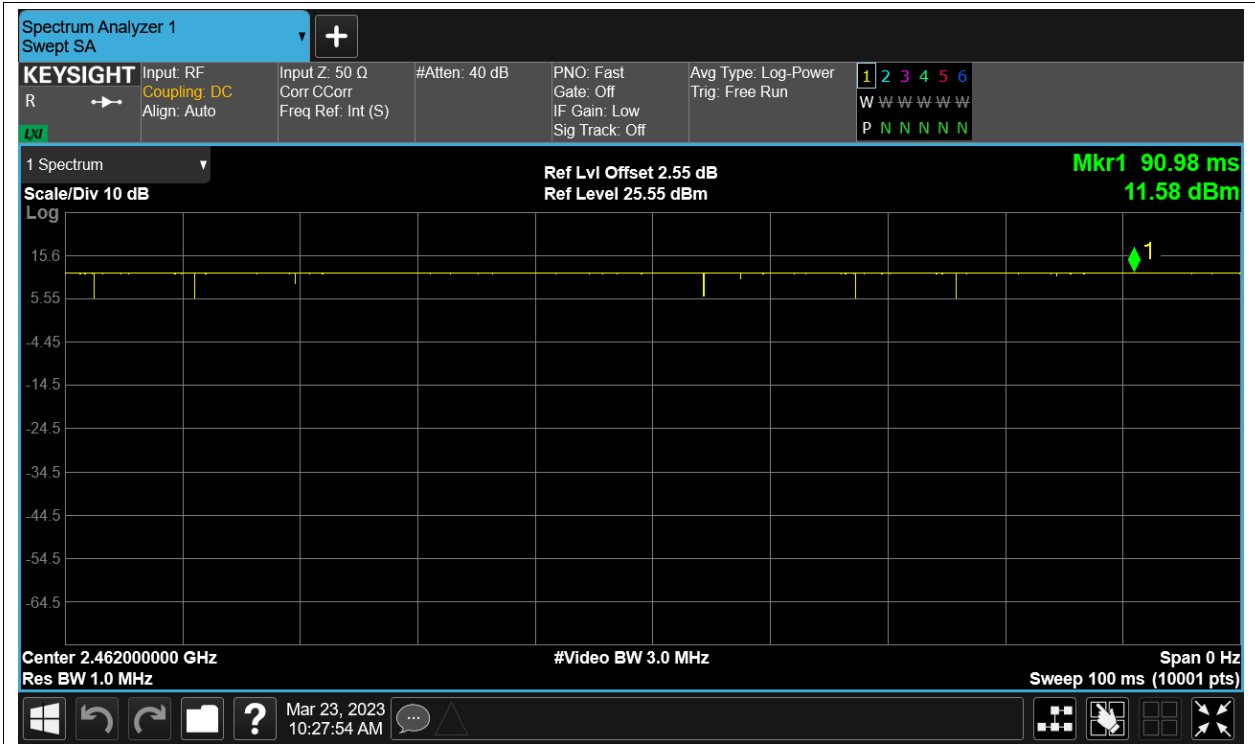 Spectrum Analyzer 1
Swept SA
KEYSIGHT
R
LXI
Input: RF
Coupling: DC
Align: Auto
Input Z: 50 Ω
Corr CCorr
Freq Ref: Int (S)
#Atten: 40 dB
PNO: Fast
Gate: Off
IF Gain: Low
Sig Track: Off
Avg Type: Log-Power
Trig: Free Run
1 2 3 4 5 6
W W W W W W
P N N N N N
1 Spectrum
Scale/Div 10 dB
Log
Ref Lvl Offset 2.55 dB
Ref Level 25.55 dBm
Mkr1 90.98 ms
11.58 dBm
1
15.6
5.55
-4.45
-14.5
-24.5
-34.5
-44.5
-54.5
-64.5
Center 2.462000000 GHz
Res BW 1.0 MHz
#Video BW 3.0 MHz
Span 0 Hz
Sweep 100 ms (10001 pts)
?
Mar 23, 2023
10:27:54 AM